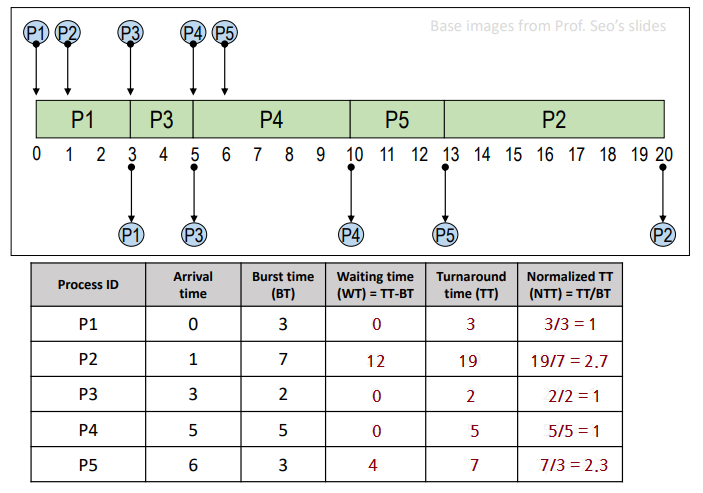 P1 P2 P3 P4 P5 Base images from Prof. Seo's slides
P1 P3 P4 P5 P2
0 1 2 3 4 5 6 7 8 9 10 11 12 13 14 15 16 17 18 19 20
P1 P3 P4 P5 P2
Process ID Arrival time Burst time (BT) Waiting time (WT) = TT-BT Turnaround time (TT) Normalized TT (NTT) = TT/BT
P1 0 3 0 3 3/3 = 1
P2 1 7 12 19 19/7 = 2.7
P3 3 2 0 2 2/2 = 1
P4 5 5 0 5 5/5 = 1
P5 6 3 4 7 7/3 = 2.3